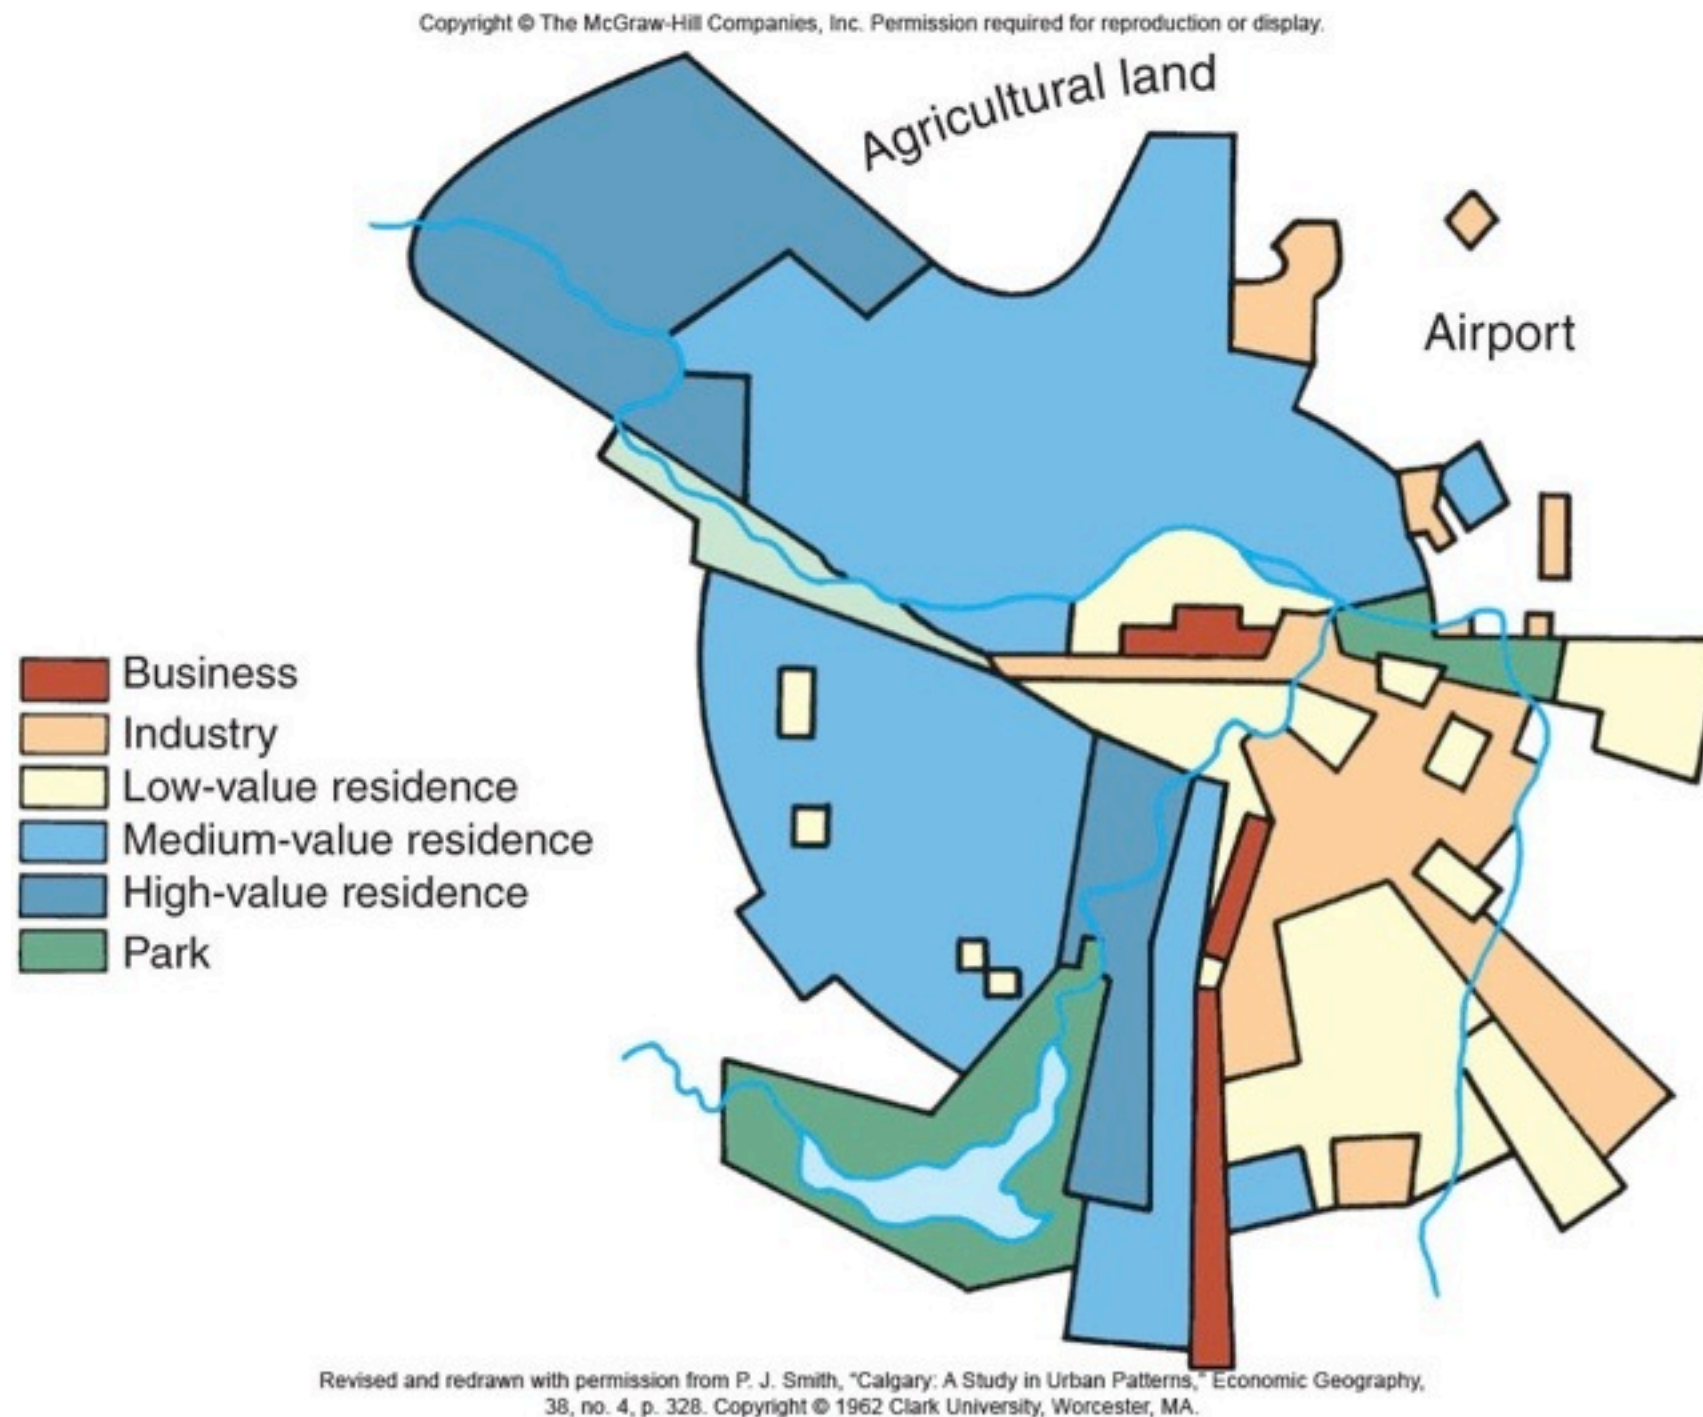 Copyright © The McGraw-Hill Companies, Inc. Permission required for reproduction or display.
Agricultural land
Airport
Business
Industry
Low-value residence
Medium-value residence
High-value residence
Park
Revised and redrawn with permission from P. J. Smith, "Calgary: A Study in Urban Patterns," Economic Geography,
38, no. 4, p. 328. Copyright © 1962 Clark University, Worcester, MA.